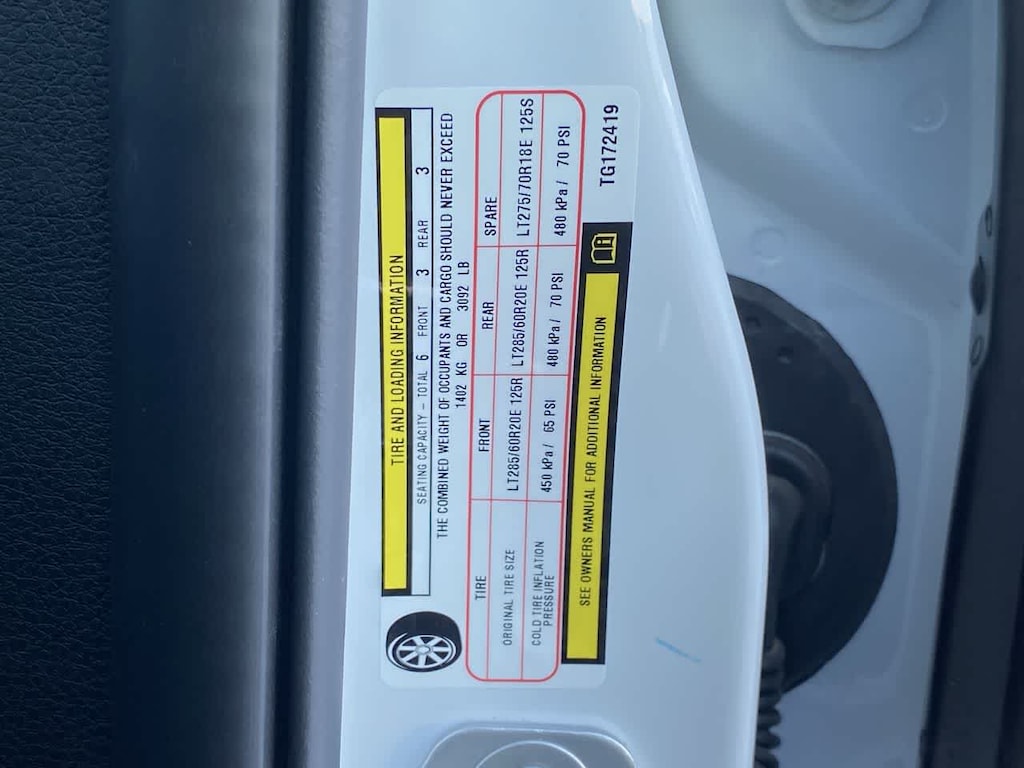 TIRE AND LOADING INFORMATION
SEATING CAPACITY – TOTAL 6 FRONT 3 REAR 3
THE COMBINED WEIGHT OF OCCUPANTS AND CARGO SHOULD NEVER EXCEED
1402 KG OR 3092 LB
TIRE FRONT REAR SPARE
ORIGINAL TIRE SIZE LT285/60R20E 125R LT285/60R20E 125R LT275/70R18E 125S
COLD TIRE INFLATION PRESSURE 450 kPa/ 65 PSI 480 kPa/ 70 PSI 480 kPa/ 70 PSI
SEE OWNERS MANUAL FOR ADDITIONAL INFORMATION
TG172419